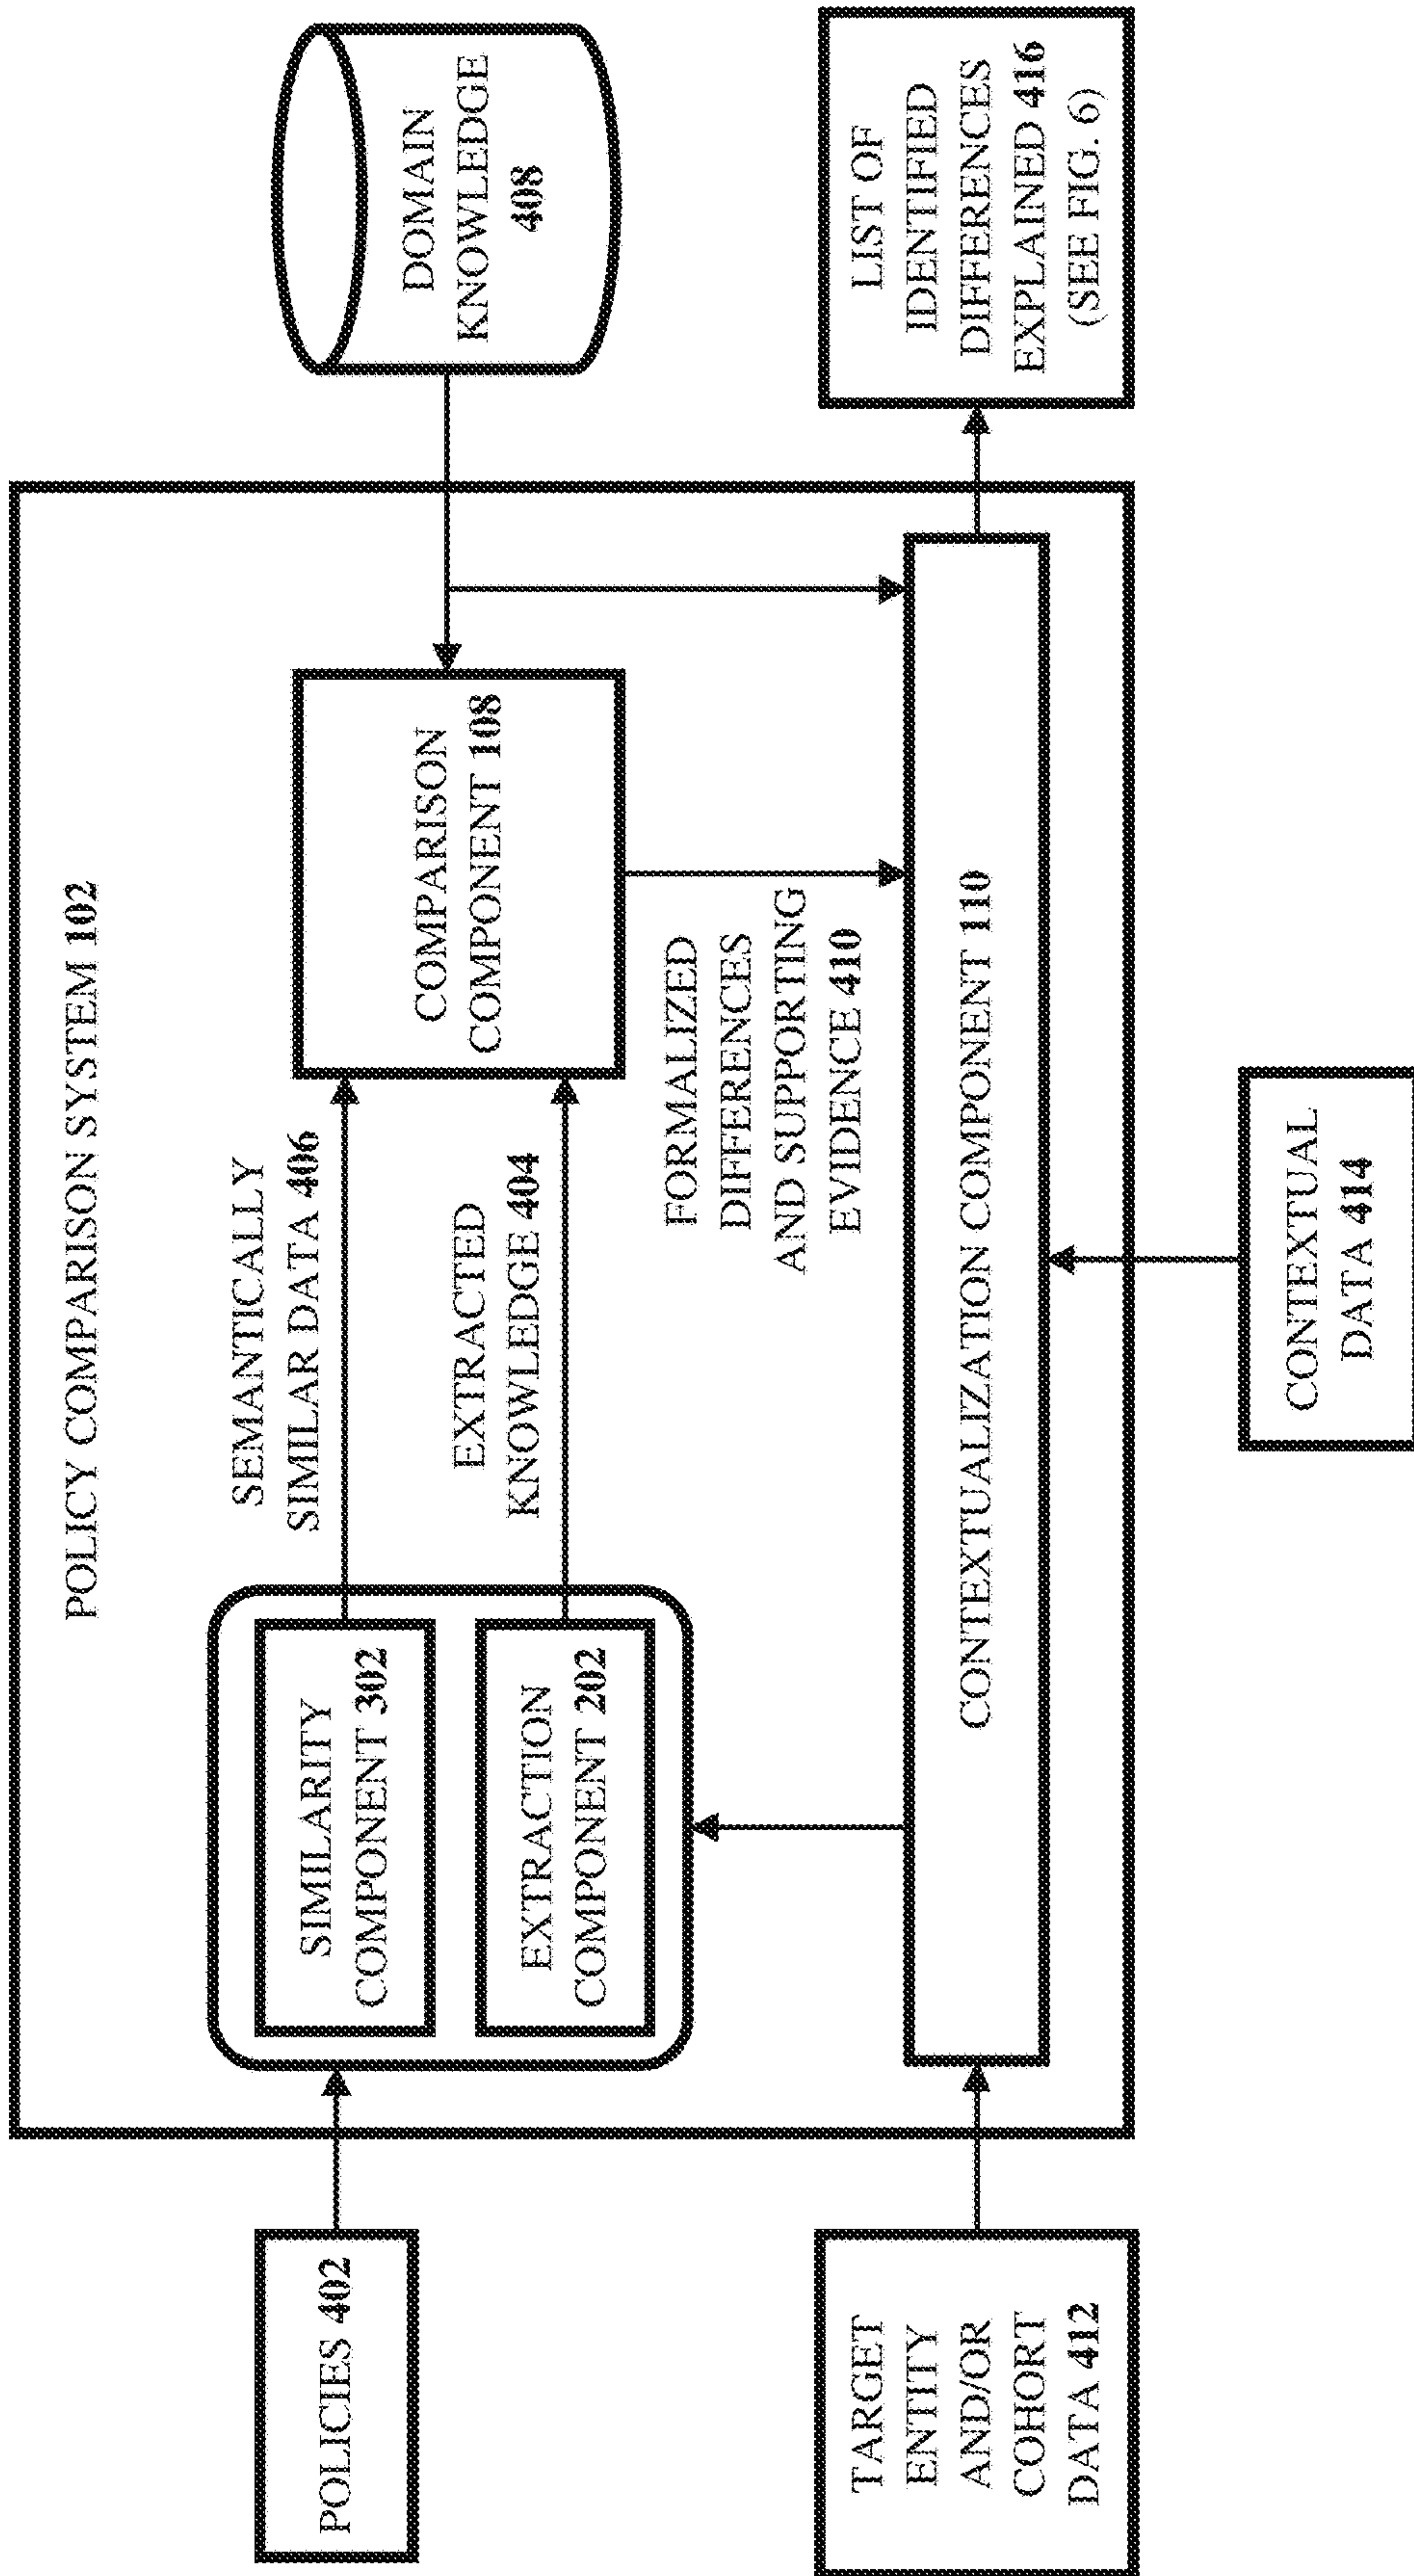 POLICY COMPARISON SYSTEM 102
POLICIES 402
SIMILARITY
COMPONENT 302
EXTRACTION
COMPONENT 202
SEMANTICALLY
SIMILAR DATA 406
EXTRACTED
KNOWLEDGE 404
COMPARISON
COMPONENT 108
DOMAIN
KNOWLEDGE
408
FORMALIZED
DIFFERENCES
AND SUPPORTING
EVIDENCE 410
TARGET
ENTITY
AND/OR
COHORT
DATA 412
CONTEXTUALIZATION COMPONENT 110
LIST OF
IDENTIFIED
DIFFERENCES
EXPLAINED 416
(SEE FIG. 6)
CONTEXTUAL
DATA 414